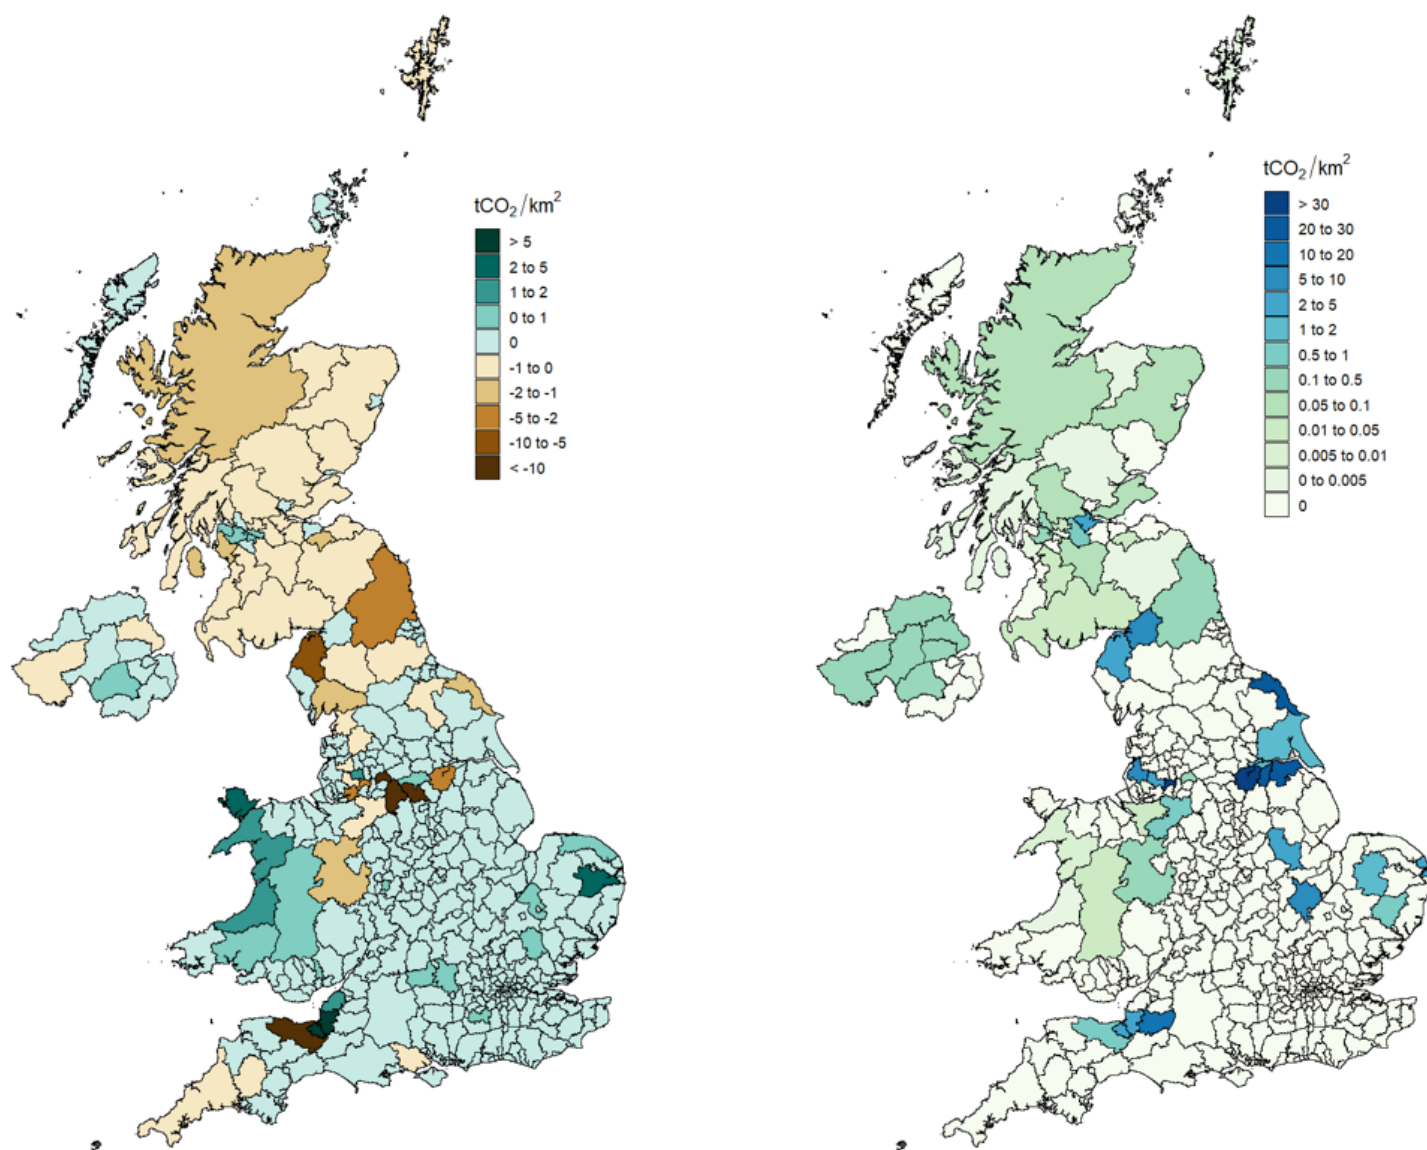 tCO2/km2
> 5
2 to 5
1 to 2
0 to 1
0
-1 to 0
-2 to -1
-5 to -2
-10 to -5
< -10
tCO2/km2
> 30
20 to 30
10 to 20
5 to 10
2 to 5
1 to 2
0.5 to 1
0.1 to 0.5
0.05 to 0.1
0.01 to 0.05
0.005 to 0.01
0 to 0.005
0